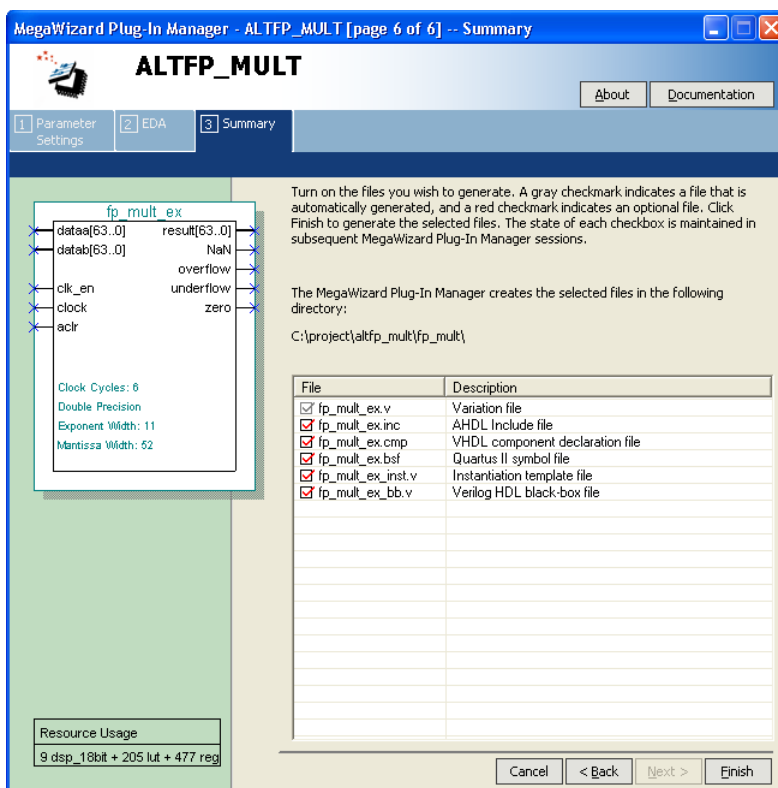 MegaWizard Plug-In Manager - ALTFP_MULT [page 6 of 6] -- Summary
ALTFP_MULT
About
Documentation
1 Parameter Settings
2 EDA
3 Summary
fp_mult_ex
dataa[63..0] result[63..0]
datab[63..0] NaN
overflow
clk_en underflow
clock zero
aclr
Clock Cycles: 6
Double Precision
Exponent Width: 11
Mantissa Width: 52
Resource Usage
9 dsp_18bit + 205 lut + 477 reg
Turn on the files you wish to generate. A gray checkmark indicates a file that is
automatically generated, and a red checkmark indicates an optional file. Click
Finish to generate the selected files. The state of each checkbox is maintained in
subsequent MegaWizard Plug-In Manager sessions.
The MegaWizard Plug-In Manager creates the selected files in the following
directory:
C:\project\altfp_mult\fp_mult\
File Description
fp_mult_ex.v Variation file
fp_mult_ex.inc AHDL Include file
fp_mult_ex.cmp VHDL component declaration file
fp_mult_ex.bsf Quartus II symbol file
fp_mult_ex_inst.v Instantiation template file
fp_mult_ex_bb.v Verilog HDL black-box file
Cancel
< Back
Next >
Finish